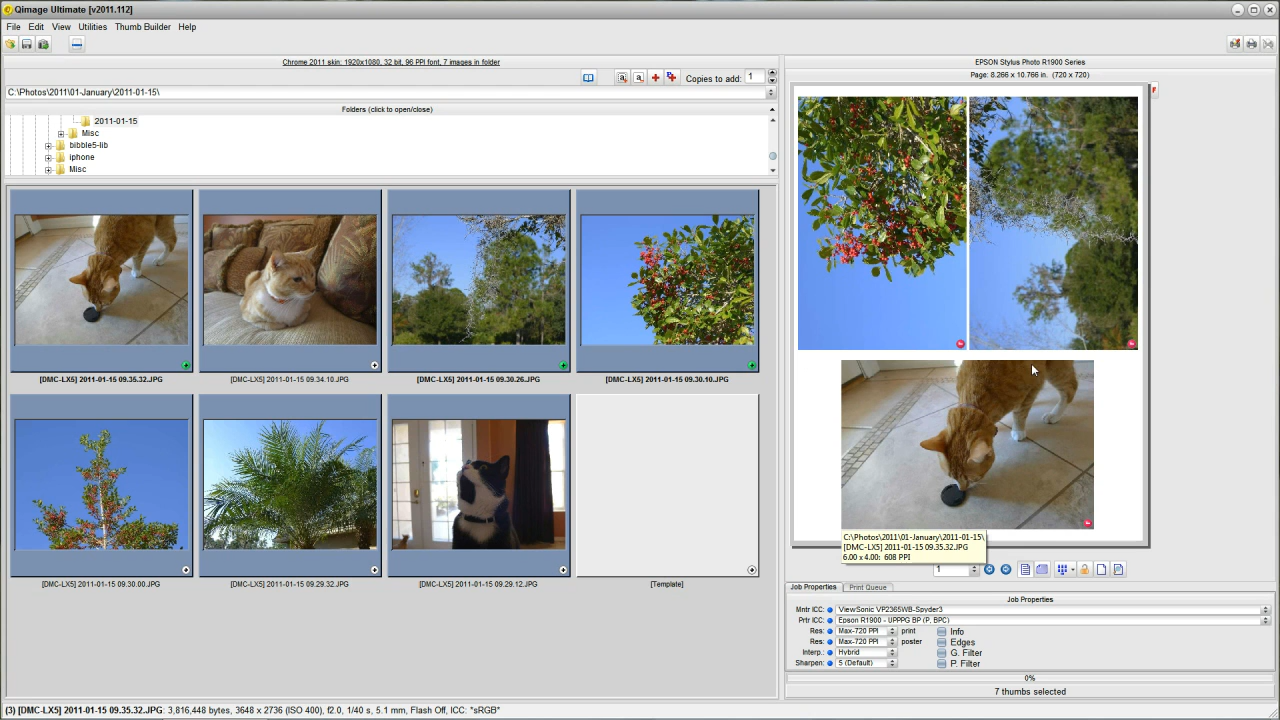 Qimage Ultimate [v2011.112]
File Edit View Utilities Thumb Builder Help
Chrome 2011 skin: 1920x1080, 32 bit, 96 PPI font, 7 images in folder
Copies to add: 1
C:\Photos\2011\01-January\2011-01-15\
Folders (click to open/close)
2011-01-15
Misc
bibble5-lib
iphone
Misc
[DMC-LX5] 2011-01-15 09.35.32.JPG
[DMC-LX5] 2011-01-15 09.34.10.JPG
[DMC-LX5] 2011-01-15 09.30.26.JPG
[DMC-LX5] 2011-01-15 09.30.10.JPG
[DMC-LX5] 2011-01-15 09.30.00.JPG
[DMC-LX5] 2011-01-15 09.29.32.JPG
[DMC-LX5] 2011-01-15 09.29.12.JPG
[Template]
EPSON Stylus Photo R1900 Series
Page: 8.266 x 10.766 in. (720 x 720)
C:\Photos\2011\01-January\2011-01-15\
[DMC-LX5] 2011-01-15 09.35.32.JPG
6.00 x 4.00: 608 PPI
1
Job Properties Print Queue
Job Properties
Mntr ICC: ViewSonic VP2365WB-Spyder3
Prtr ICC: Epson R1900 - UPPPG BP (P, BPC)
Res: Max-720 PPI print Info
Res: Max-720 PPI poster Edges
Interp.: Hybrid G. Filter
Sharpen: 5 (Default) P. Filter
0%
7 thumbs selected
(3) [DMC-LX5] 2011-01-15 09.35.32.JPG: 3,816,448 bytes, 3648 x 2736 (ISO 400), f2.0, 1/40 s, 5.1 mm, Flash Off, ICC: *sRGB*